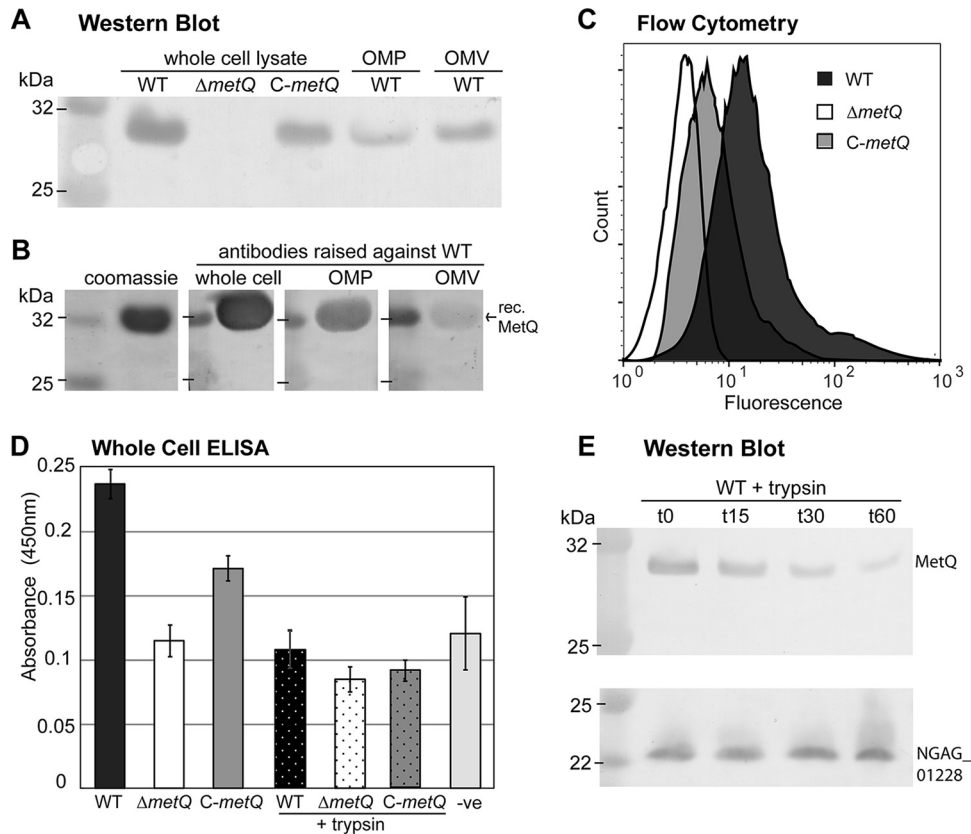 A Western Blot
whole cell lysate OMP OMV
kDa WT ΔmetQ C-metQ WT WT
32
25
B antibodies raised against WT
coomassie whole cell OMP OMV
kDa
32
25
←rec.
MetQ
C Flow Cytometry
WT
ΔmetQ
C-metQ
Count
10⁰ 10¹ 10² 10³
Fluorescence
D Whole Cell ELISA
Absorbance (450nm)
0.25
0.2
0.15
0.1
0.05
0
WT ΔmetQ C-metQ WT ΔmetQ C-metQ -ve
+ trypsin
E Western Blot
WT + trypsin
kDa t0 t15 t30 t60
32
MetQ
25
25
22
NGAG_
01228